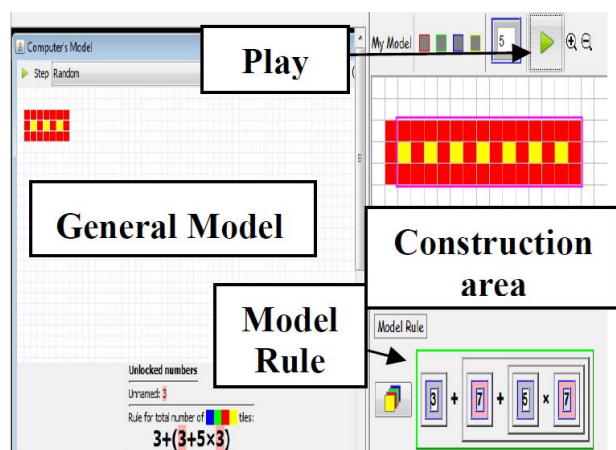 Computer's Model
Step Random
My Model 5
Play
General Model
Construction
area
Model
Rule
Model Rule
3 + 7 + 5 × 7
Unlocked numbers
Unnamed: 3
Rule for total number of tiles:
3+(3+5×3)